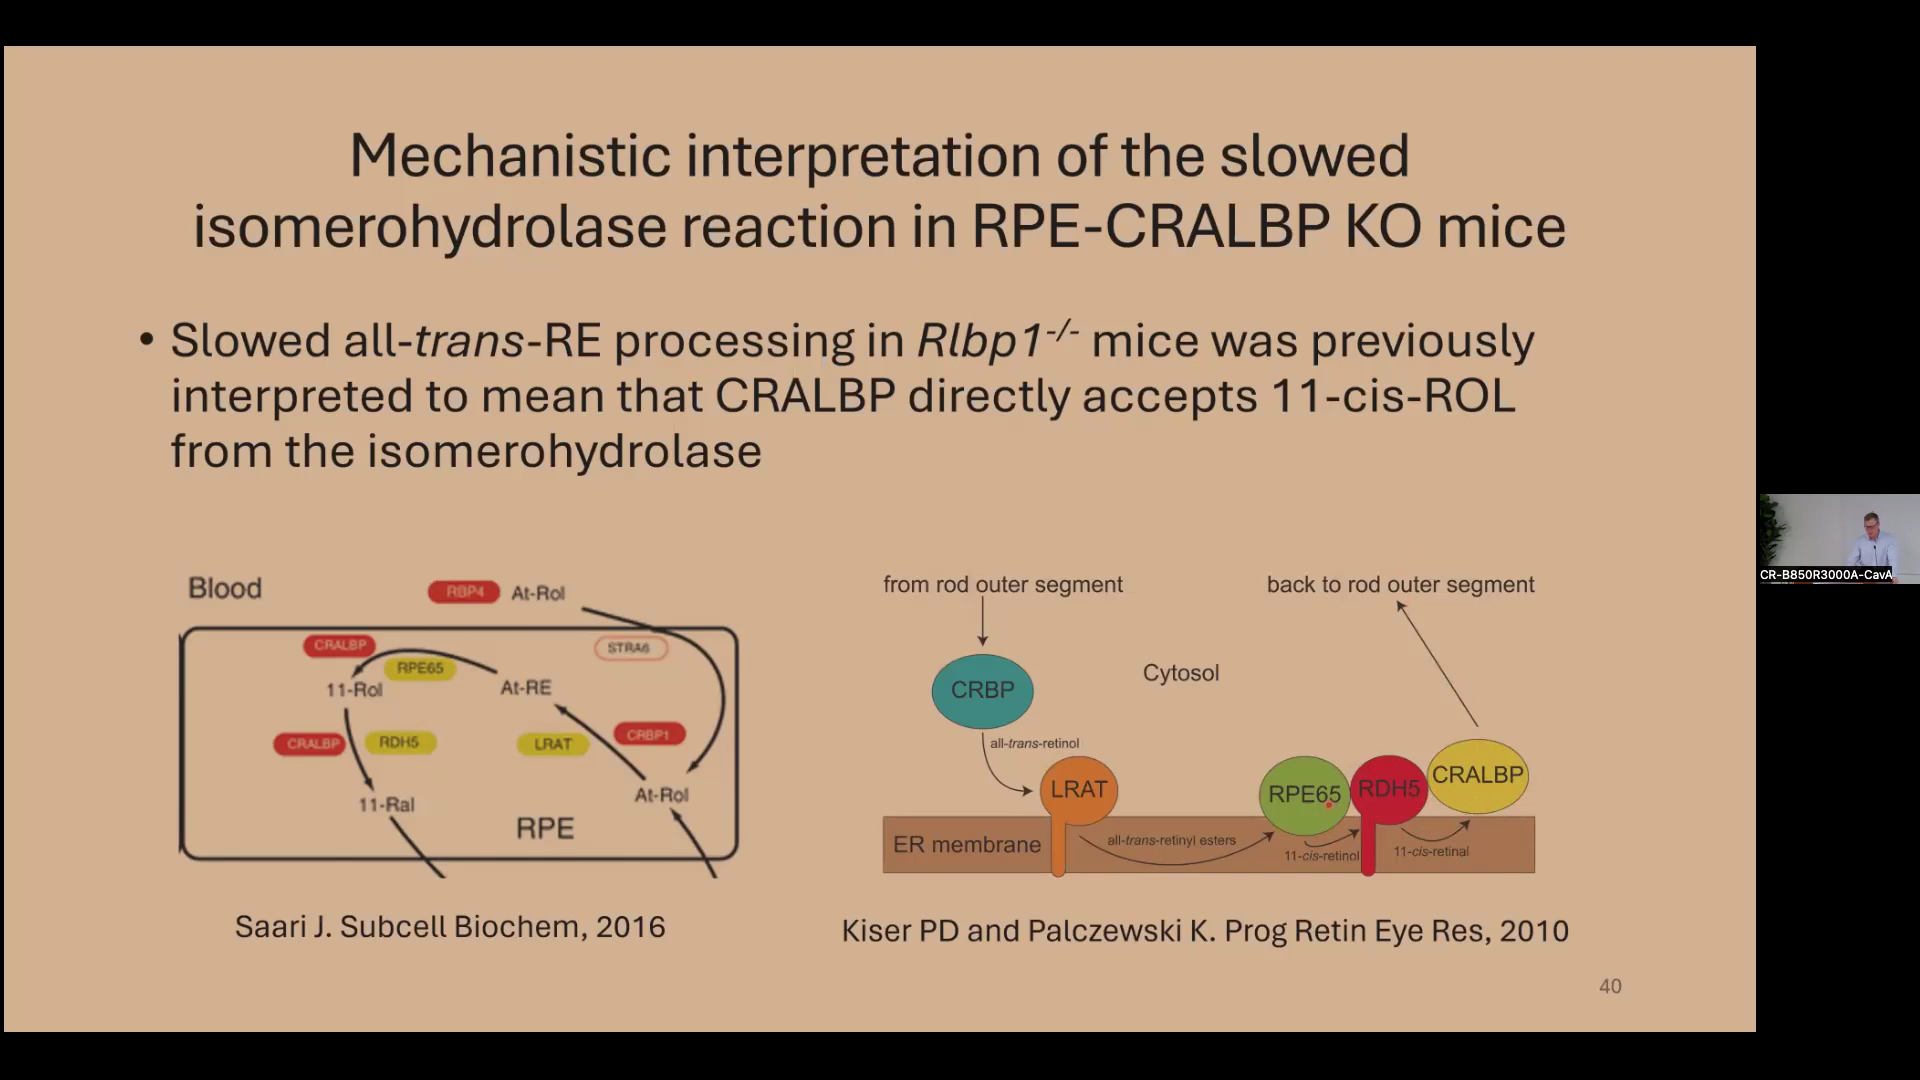 Mechanistic interpretation of the slowed
isomerohydrolase reaction in RPE-CRALBP KO mice
• Slowed all-trans-RE processing in Rlbp1-/- mice was previously
interpreted to mean that CRALBP directly accepts 11-cis-ROL
from the isomerohydrolase
Blood
RBP4 At-Rol
CRALBP
STRA6
RPE65
11-Rol
At-RE
CRALBP
RDH5
LRAT
CRBP1
11-Ral
At-Rol
RPE
Saari J. Subcell Biochem, 2016
from rod outer segment
back to rod outer segment
Cytosol
CRBP
all-trans-retinol
LRAT
RPE65
RDH5
CRALBP
ER membrane
all-trans-retinyl esters
11-cis-retinol
11-cis-retinal
Kiser PD and Palczewski K. Prog Retin Eye Res, 2010
40
CR-B850R3000A-CavA